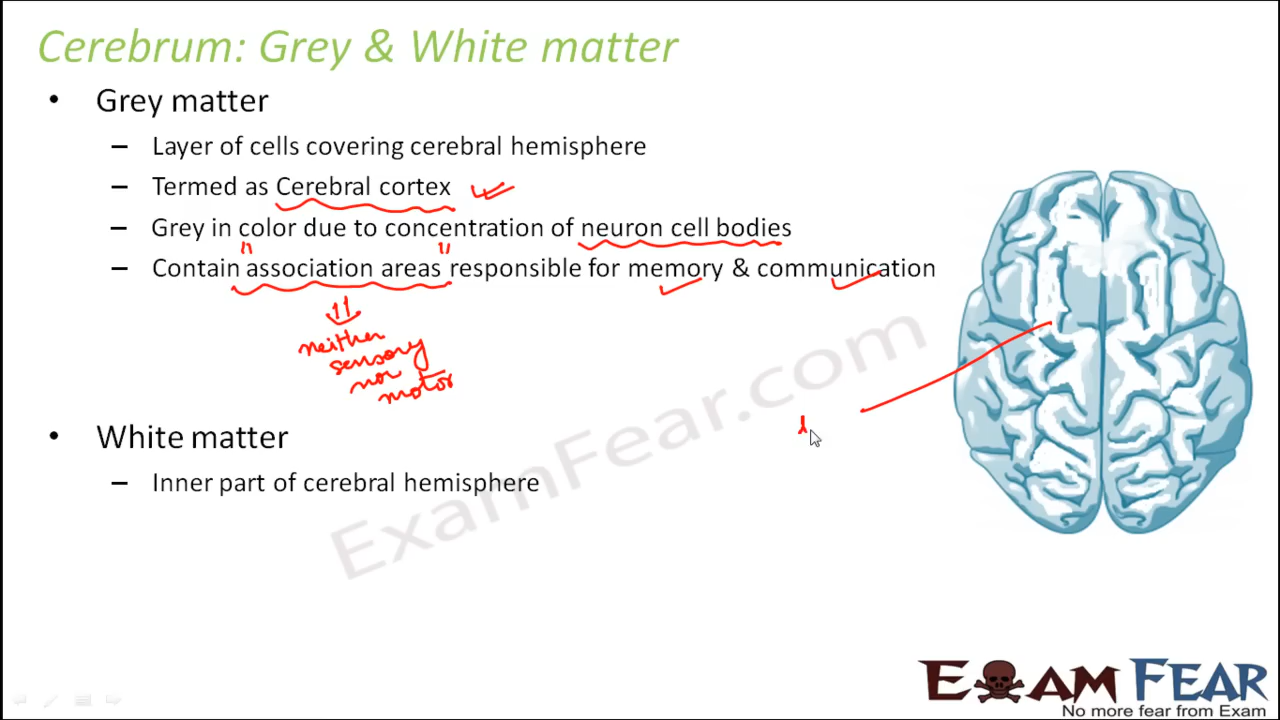 Cerebrum: Grey & White matter
• Grey matter
– Layer of cells covering cerebral hemisphere
– Termed as Cerebral cortex
– Grey in color due to concentration of neuron cell bodies
– Contain association areas responsible for memory & communication
neither
sensory
nor
motor
• White matter
– Inner part of cerebral hemisphere
ExamFear.com
EXAM FEAR
No more fear from Exam